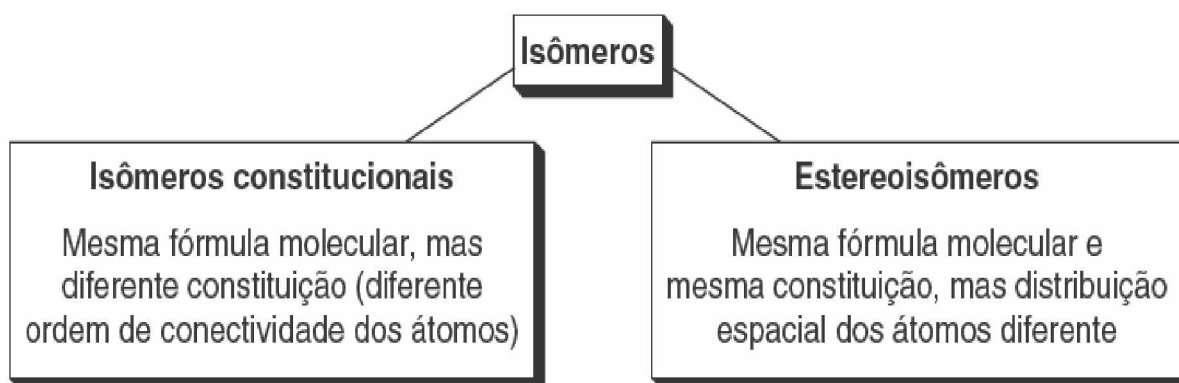 Isômeros
Isômeros constitucionais
Mesma fórmula molecular, mas
diferente constituição (diferente
ordem de conectividade dos átomos)
Estereoisômeros
Mesma fórmula molecular e
mesma constituição, mas distribuição
espacial dos átomos diferente